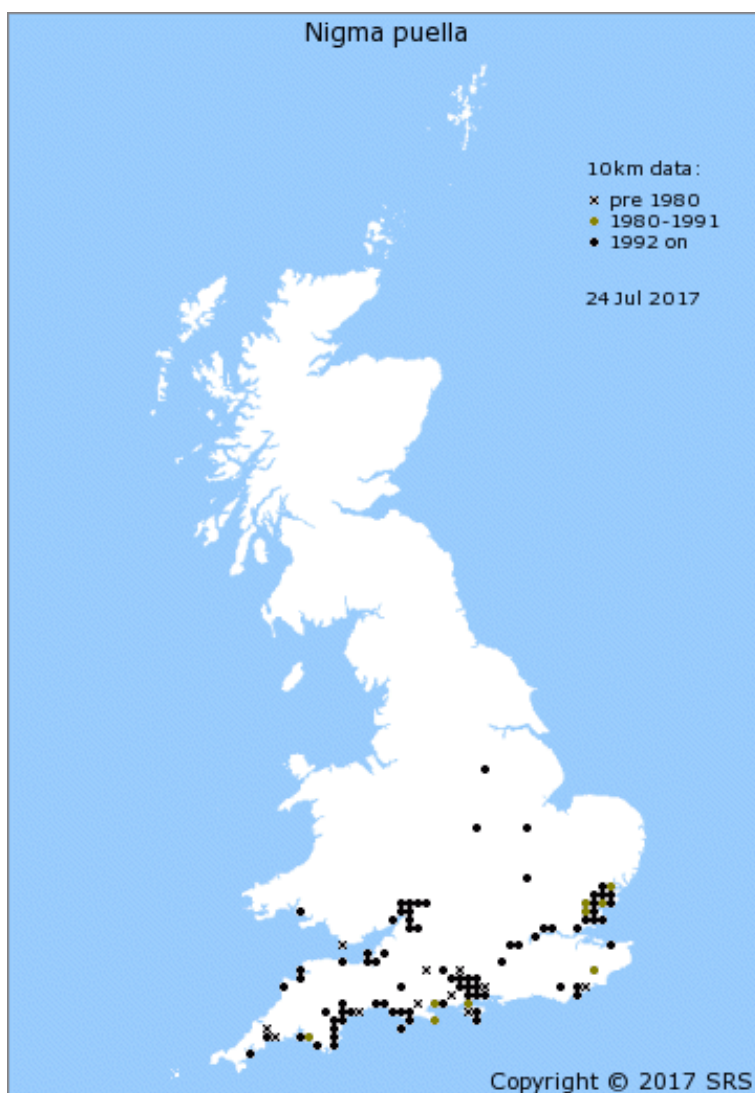 Nigma puella
10km data:
× pre 1980
● 1980-1991
● 1992 on
24 Jul 2017
Copyright © 2017 SRS